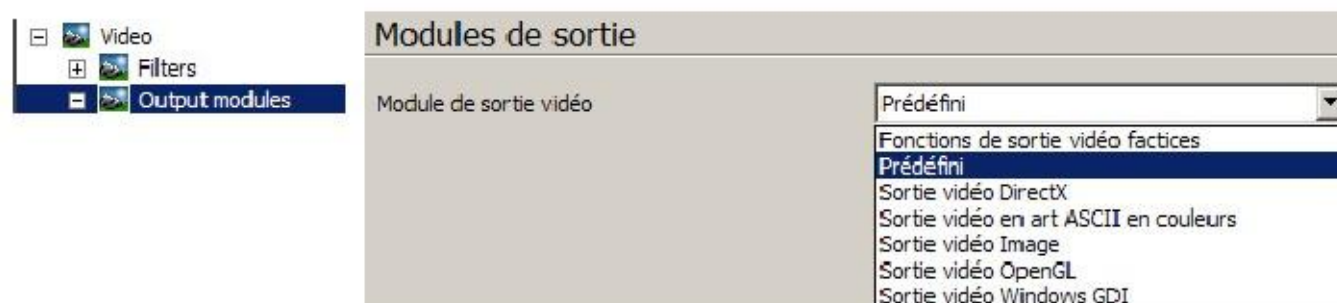 Video
Filters
Output modules
Modules de sortie
Module de sortie vidéo
Prédéfini
Fonctions de sortie vidéo factices
Prédéfini
Sortie vidéo DirectX
Sortie vidéo en art ASCII en couleurs
Sortie vidéo Image
Sortie vidéo OpenGL
Sortie vidéo Windows GDI